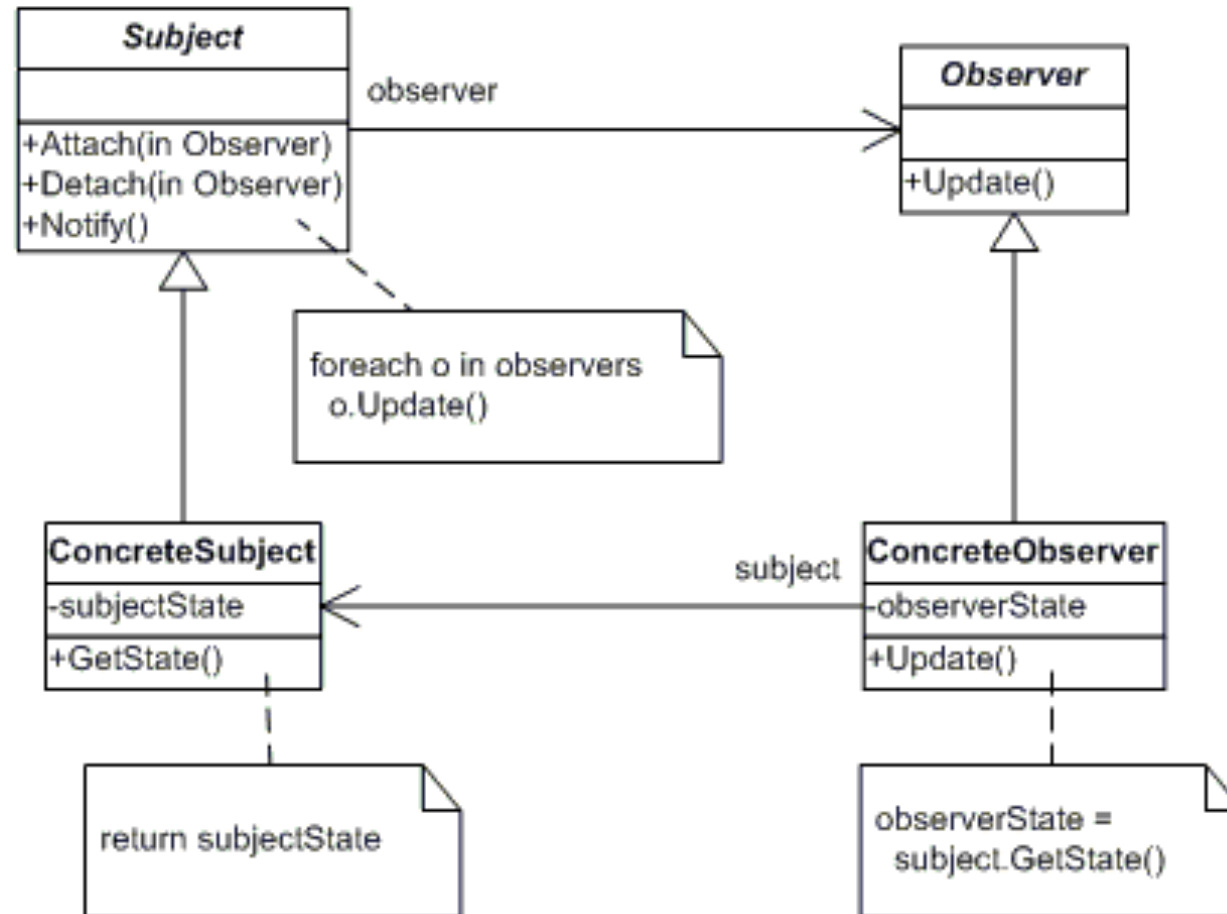 Subject
observer
Observer
+Attach(in Observer)
+Detach(in Observer)
+Notify()
+Update()
foreach o in observers
o.Update()
ConcreteSubject
-subjectState
+GetState()
subject
ConcreteObserver
-observerState
+Update()
return subjectState
observerState =
subject.GetState()